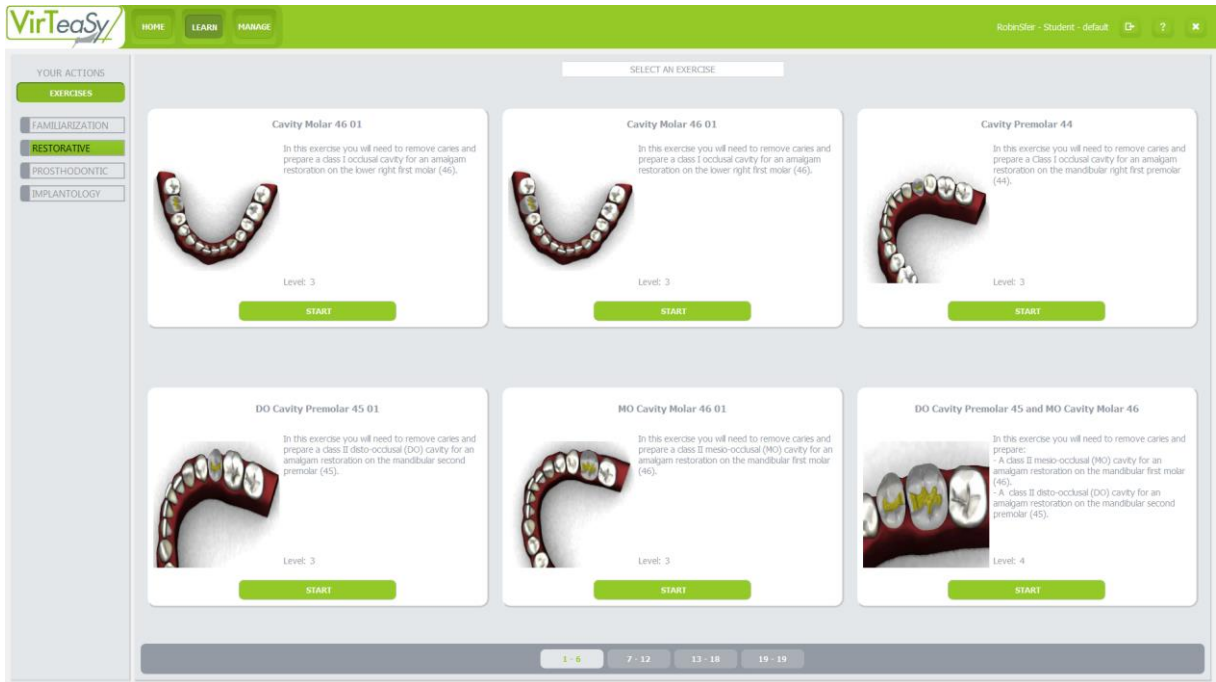 VirTeaSy
HOME
LEARN
MANAGE
RobinSfer - Student - default
?
YOUR ACTIONS
EXERCISES
FAMILIARIZATION
RESTORATIVE
PROSTHODONTIC
IMPLANTOLOGY
SELECT AN EXERCISE
Cavity Molar 46 01
In this exercise you will need to remove caries and
prepare a class I occlusal cavity for an amalgam
restoration on the lower right first molar (46).
Level: 3
START
Cavity Molar 46 01
In this exercise you will need to remove caries and
prepare a class I occlusal cavity for an amalgam
restoration on the lower right first molar (46).
Level: 3
START
Cavity Premolar 44
In this exercise you will need to remove caries and
prepare a Class I occlusal cavity for an amalgam
restoration on the mandibular right first premolar
(44).
Level: 3
START
DO Cavity Premolar 45 01
In this exercise you will need to remove caries and
prepare a class II disto-occlusal (DO) cavity for an
amalgam restoration on the mandibular second
premolar (45).
Level: 3
START
MO Cavity Molar 46 01
In this exercise you will need to remove caries and
prepare a class II mesio-occlusal (MO) cavity for an
amalgam restoration on the mandibular first molar
(46).
Level: 3
START
DO Cavity Premolar 45 and MO Cavity Molar 46
In this exercise you will need to remove caries and
prepare:
- A class II mesio-occlusal (MO) cavity for an
amalgam restoration on the mandibular first molar
(46).
- A class II disto-occlusal (DO) cavity for an
amalgam restoration on the mandibular second
premolar (45).
Level: 4
START
1 - 6
7 - 12
13 - 18
19 - 19